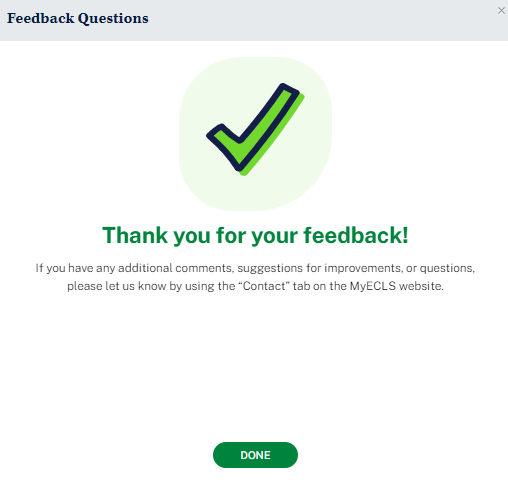 Feedback Questions
Thank you for your feedback!
If you have any additional comments, suggestions for improvements, or questions,
please let us know by using the “Contact” tab on the MyECLS website.
DONE